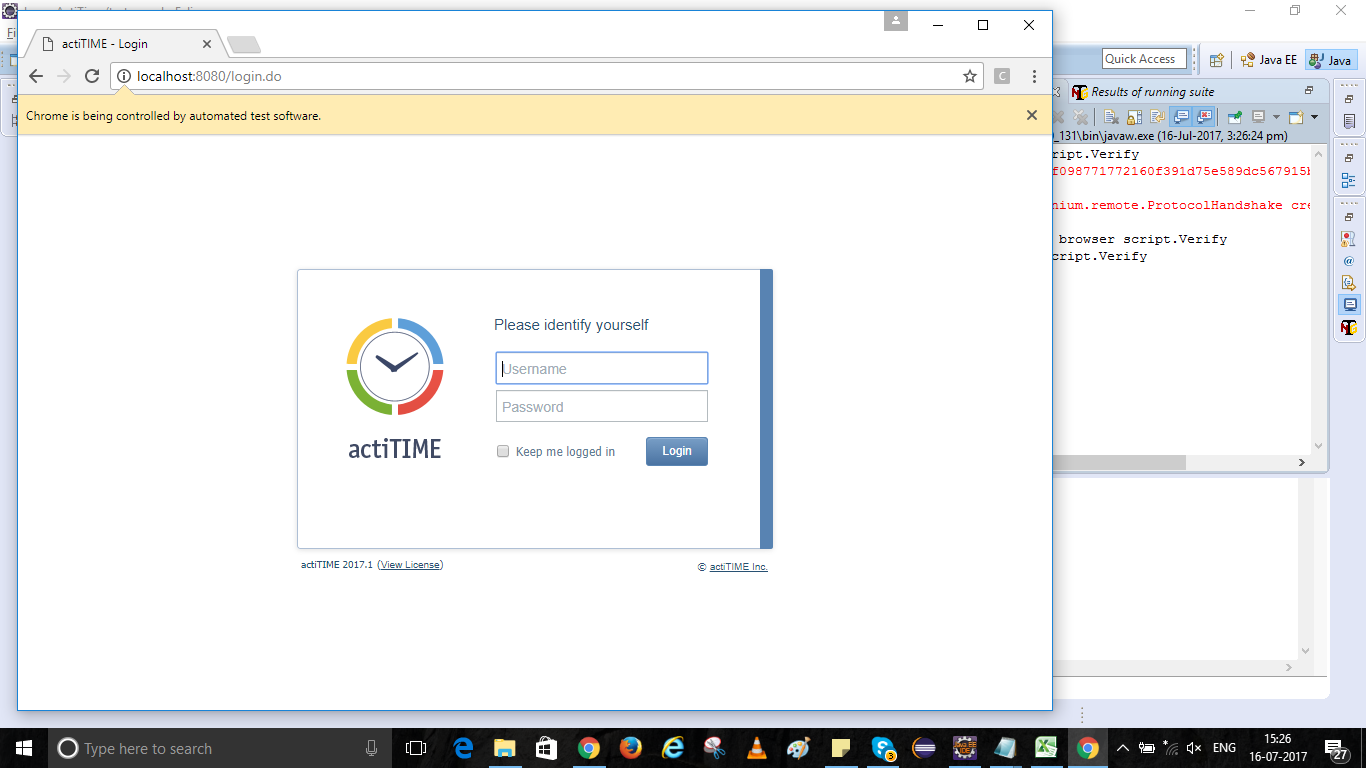 actiTIME - Login
localhost:8080/login.do
C
Chrome is being controlled by automated test software.
Please identify yourself
Username
Password
Keep me logged in
Login
actiTIME
actiTIME 2017.1 (View License)
© actiTIME Inc.
Quick Access
Java EE
Java
Results of running suite
_131\bin\javaw.exe (16-Jul-2017, 3:26:24 pm)
ript.Verify
f098771772160f391d75e589dc567915
nium.remote.ProtocolHandshake cre
browser script.Verify
cript.Verify
Type here to search
3
ENG
15:26
16-07-2017
27